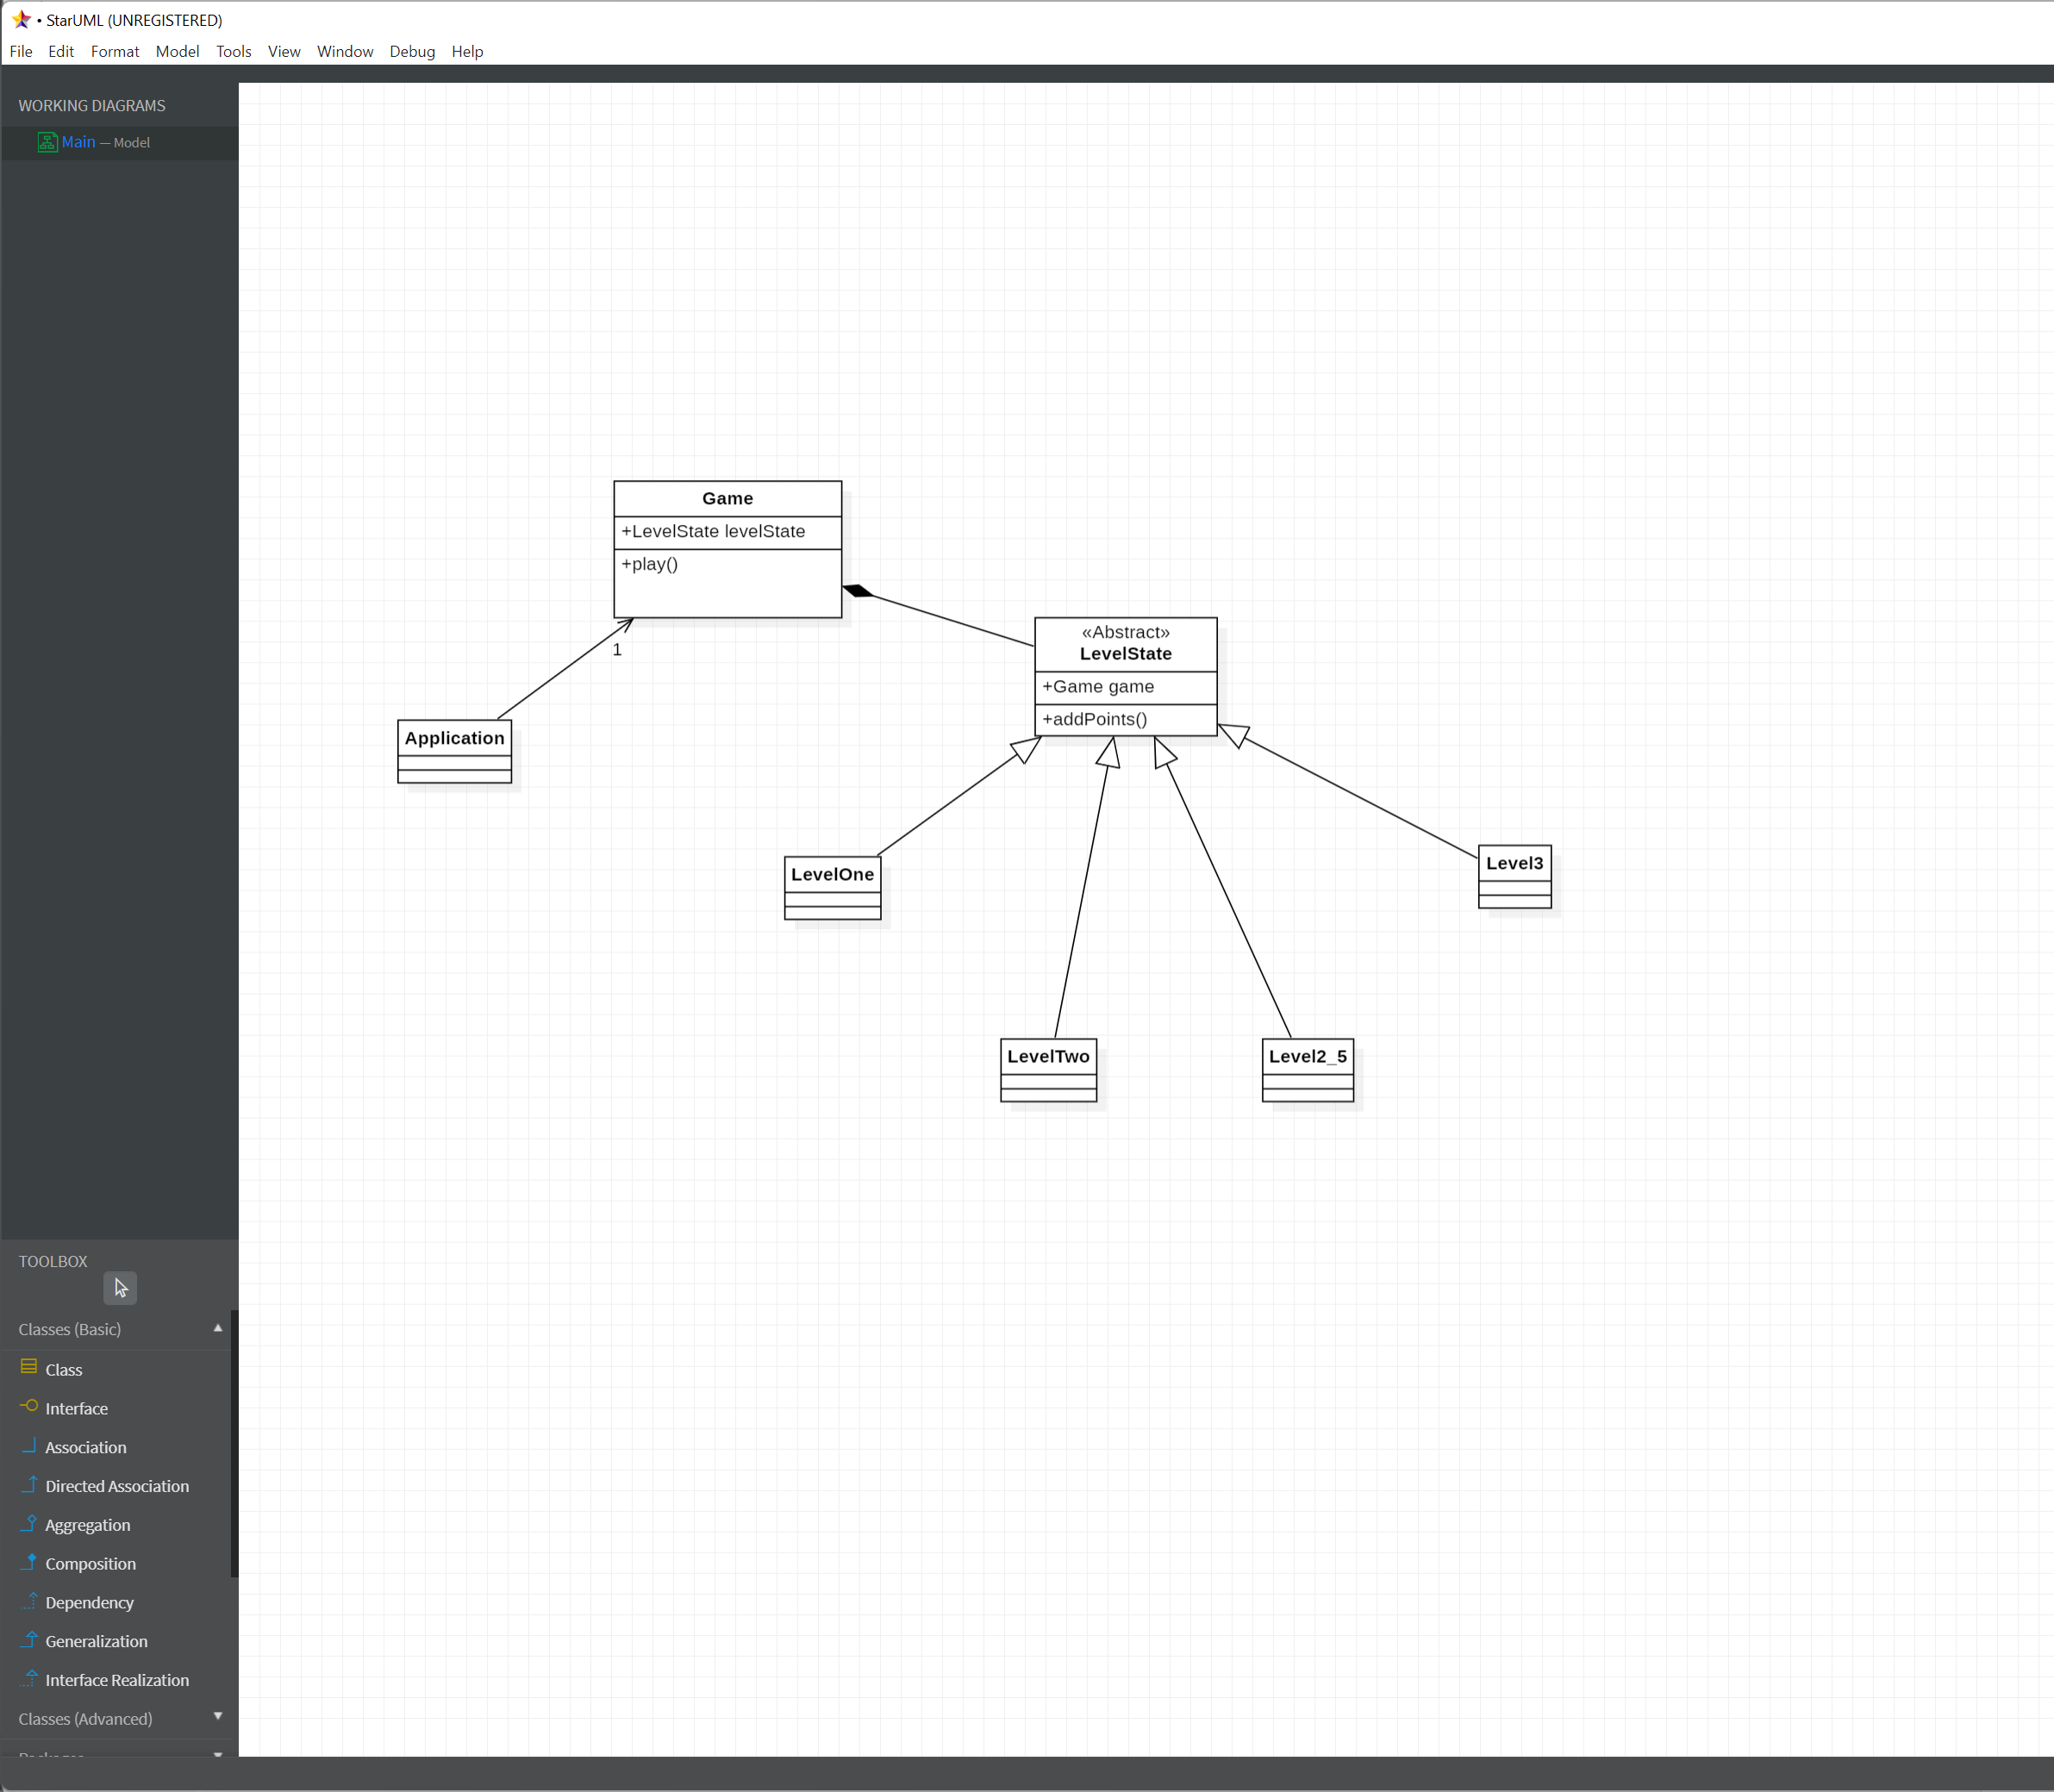 • StarUML (UNREGISTERED)
File Edit Format Model Tools View Window Debug Help
WORKING DIAGRAMS
Main — Model
Game
+LevelState levelState
+play()
1
«Abstract»
LevelState
+Game game
+addPoints()
Application
LevelOne
Level3
LevelTwo
Level2_5
TOOLBOX
Classes (Basic)
Class
Interface
Association
Directed Association
Aggregation
Composition
Dependency
Generalization
Interface Realization
Classes (Advanced)